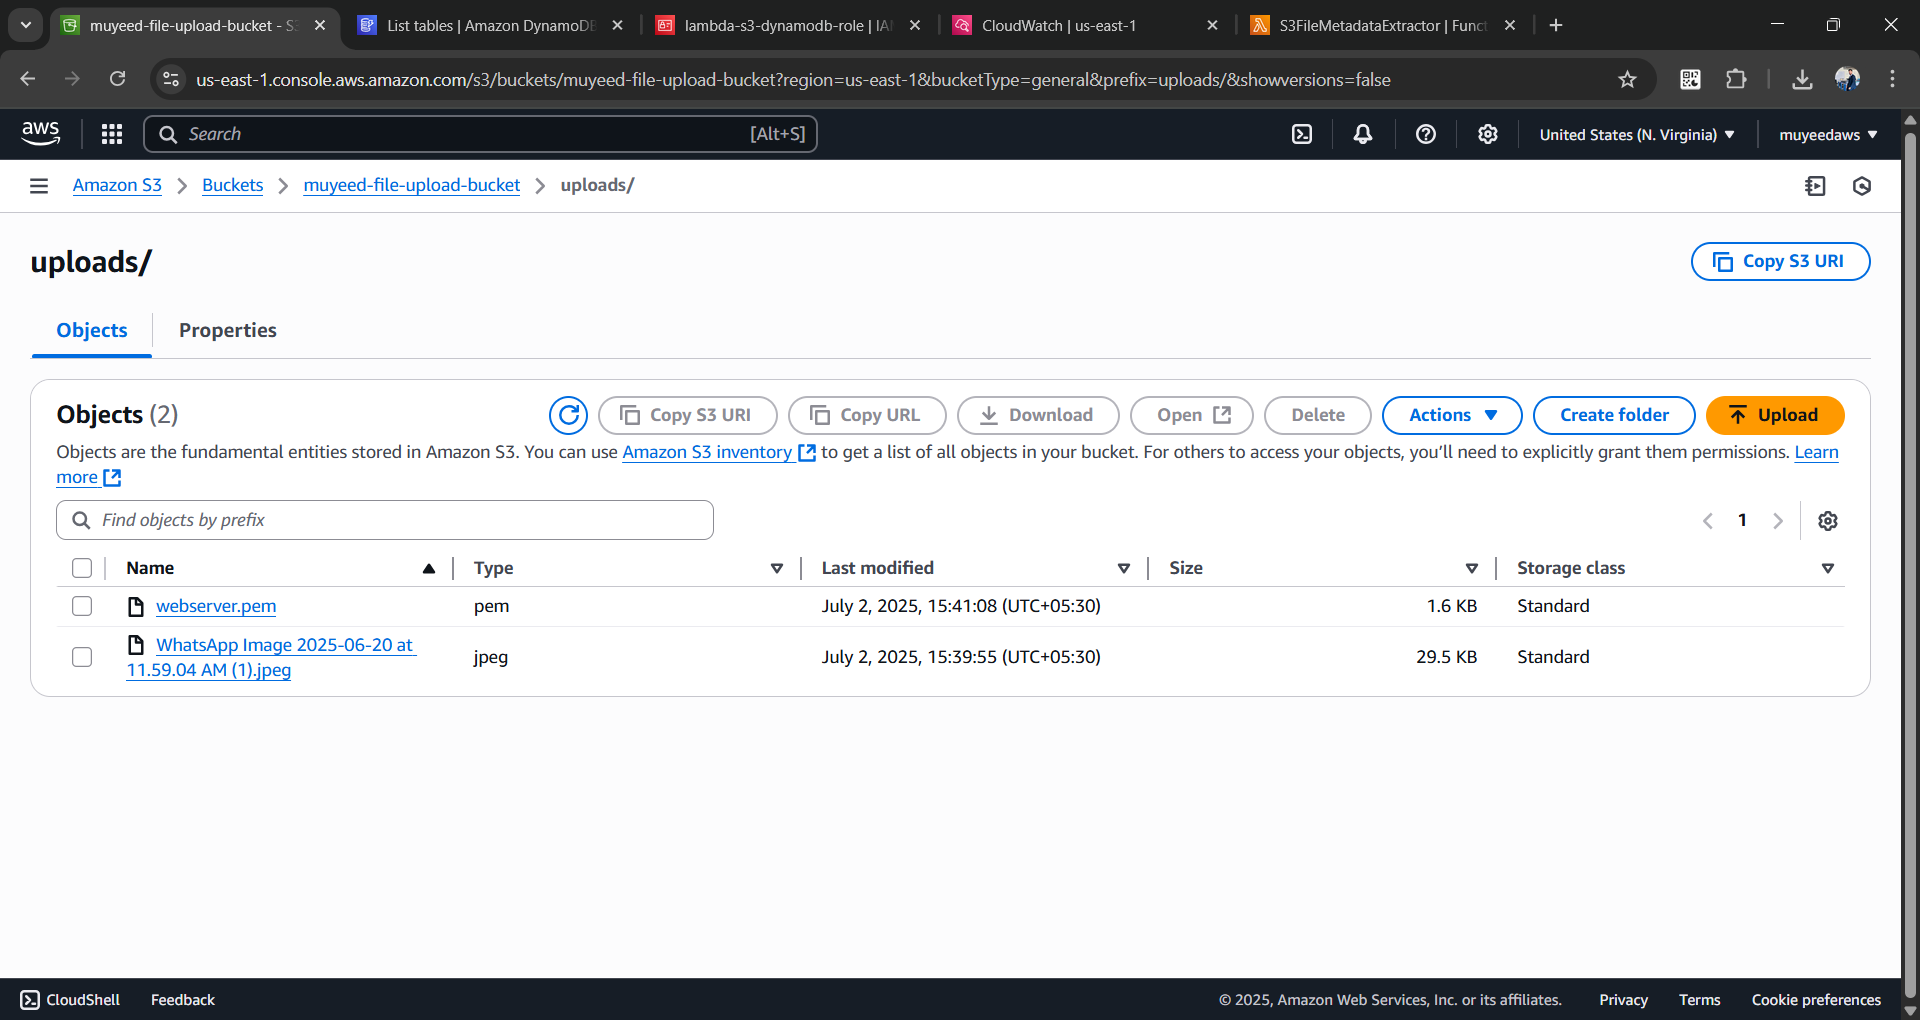 muyeed-file-upload-bucket - S3
List tables | Amazon DynamoDB
lambda-s3-dynamodb-role | IA
CloudWatch | us-east-1
S3FileMetadataExtractor | Funct
us-east-1.console.aws.amazon.com/s3/buckets/muyeed-file-upload-bucket?region=us-east-1&bucketType=general&prefix=uploads/&showversions=false
aws
Search
[Alt+S]
United States (N. Virginia)
muyeedaws
Amazon S3
Buckets
muyeed-file-upload-bucket
uploads/
uploads/
Copy S3 URI
Objects
Properties
Objects (2)
Copy S3 URI
Copy URL
Download
Open
Delete
Actions
Create folder
Upload
Objects are the fundamental entities stored in Amazon S3. You can use Amazon S3 inventory to get a list of all objects in your bucket. For others to access your objects, you’ll need to explicitly grant them permissions. Learn
more
Find objects by prefix
1
Name
Type
Last modified
Size
Storage class
webserver.pem
pem
July 2, 2025, 15:41:08 (UTC+05:30)
1.6 KB
Standard
WhatsApp Image 2025-06-20 at
11.59.04 AM (1).jpeg
jpeg
July 2, 2025, 15:39:55 (UTC+05:30)
29.5 KB
Standard
CloudShell
Feedback
© 2025, Amazon Web Services, Inc. or its affiliates.
Privacy
Terms
Cookie preferences